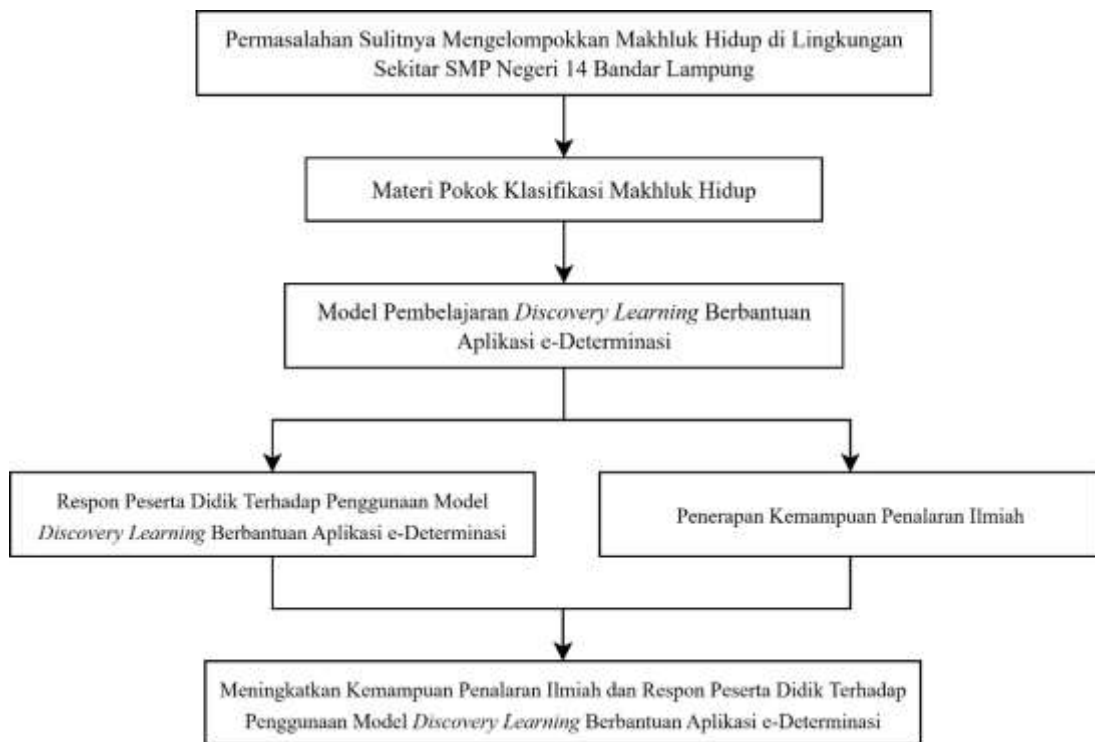 Permasalahan Sulitnya Mengelompokkan Makhluk Hidup di Lingkungan
Sekitar SMP Negeri 14 Bandar Lampung
Materi Pokok Klasifikasi Makhluk Hidup
Model Pembelajaran Discovery Learning Berbantuan
Aplikasi e-Determinasi
Respon Peserta Didik Terhadap Penggunaan Model
Discovery Learning Berbantuan Aplikasi e-Determinasi
Penerapan Kemampuan Penalaran Ilmiah
Meningkatkan Kemampuan Penalaran Ilmiah dan Respon Peserta Didik Terhadap
Penggunaan Model Discovery Learning Berbantuan Aplikasi e-Determinasi